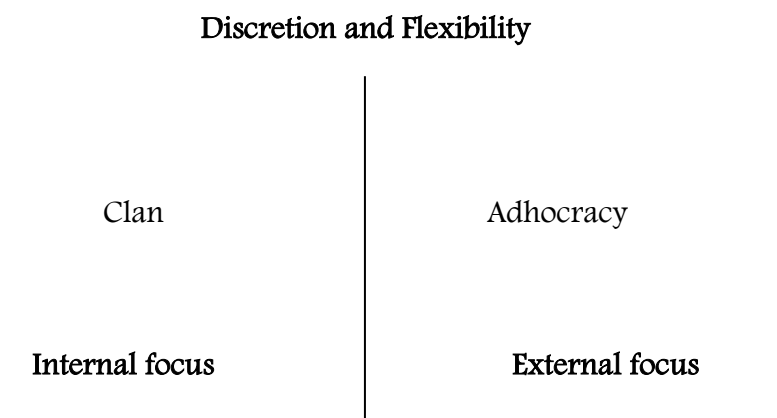 Discretion and Flexibility
Clan
Adhocracy
Internal focus
External focus